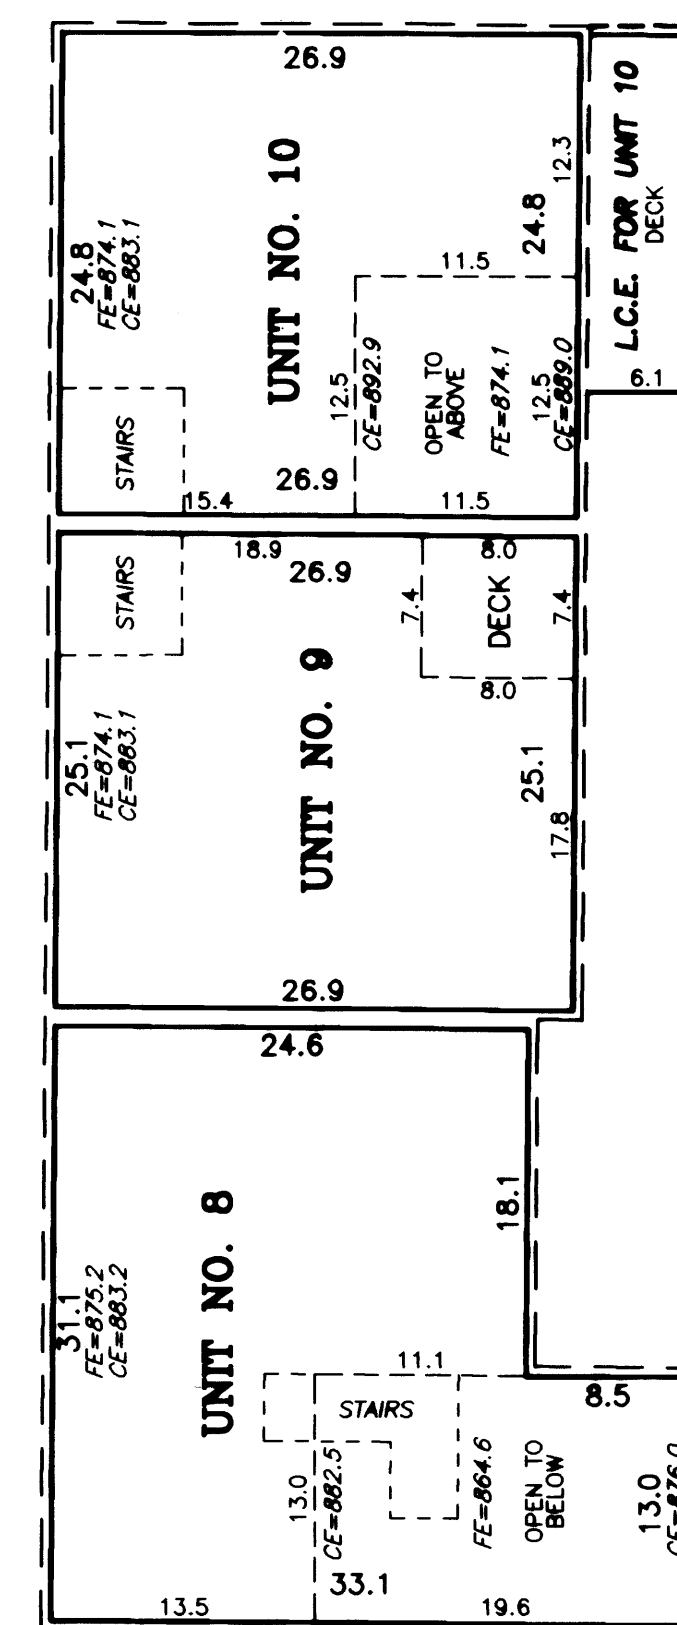 26.9
UNIT NO. 10
24.8
FE=874.1
CE=883.1
12.3
24.8
L.C.E. FOR UNIT 10
DECK
6.1
11.5
12.5
CE=892.9
OPEN TO
ABOVE
FE=874.1
12.5
CE=889.0
STAIRS
15.4
26.9
11.5
STAIRS
18.9
26.9
8.0
7.4
DECK
7.4
8.0
UNIT NO. 9
25.1
FE=874.1
CE=883.1
25.1
17.8
26.9
24.6
UNIT NO. 8
18.1
31.1
FE=875.2
CE=883.2
11.1
8.5
STAIRS
13.0
CE=882.5
FE=864.6
OPEN TO
BELOW
13.0
CE=876.0
33.1
13.5
19.6